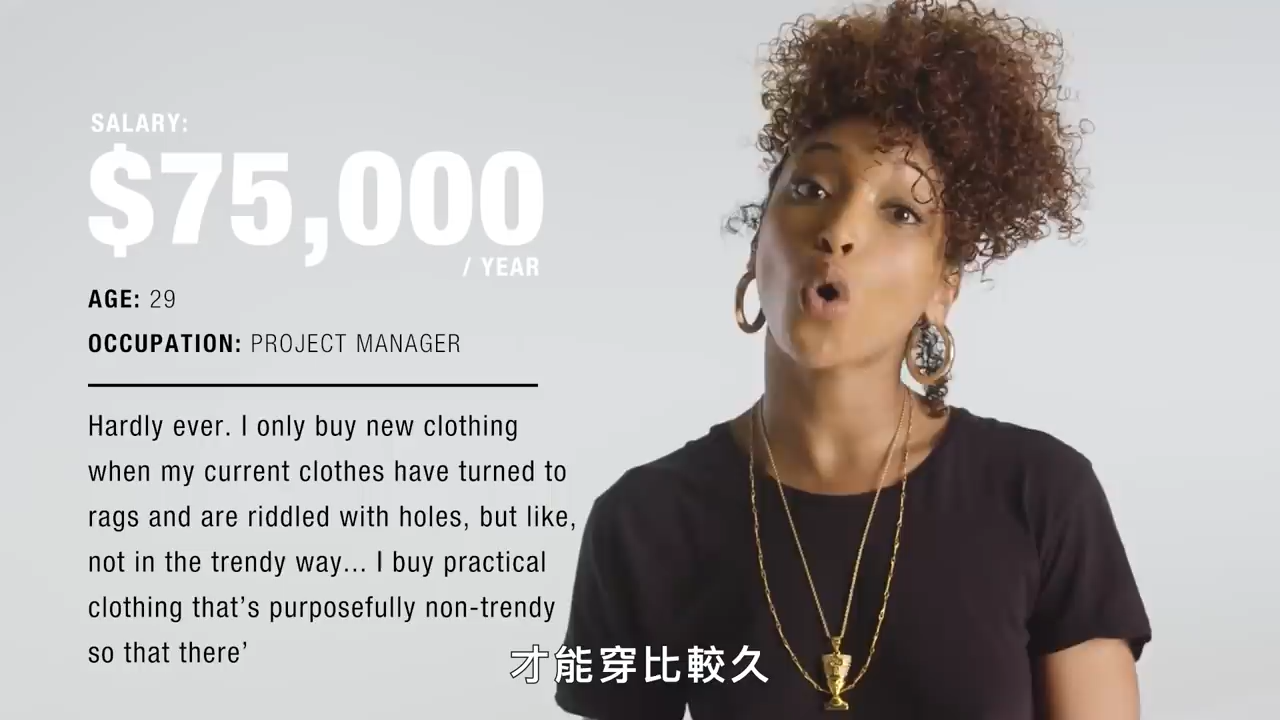 SALARY:
$75,000
/ YEAR
AGE: 29
OCCUPATION: PROJECT MANAGER
Hardly ever. I only buy new clothing
when my current clothes have turned to
rags and are riddled with holes, but like,
not in the trendy way... I buy practical
clothing that’s purposefully non-trendy
so that there’
才能穿比較久